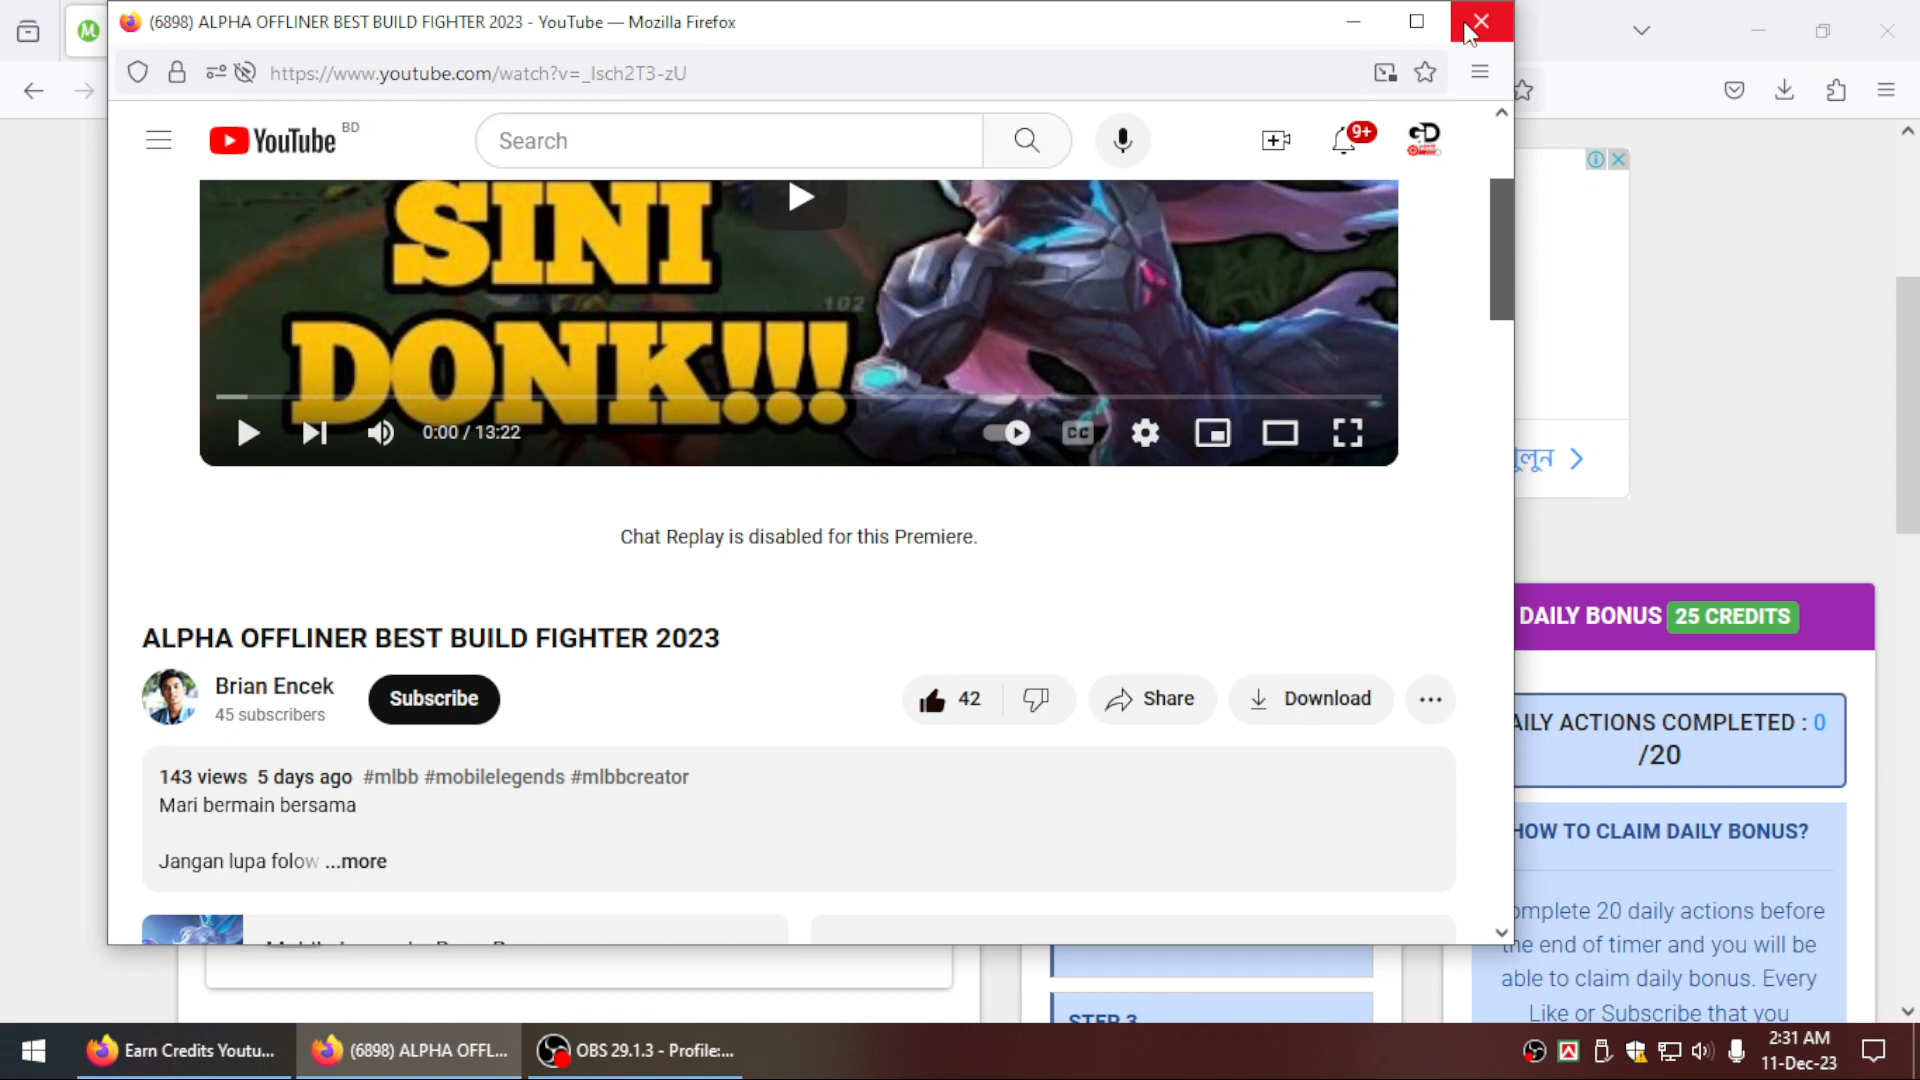 (6898) ALPHA OFFLINER BEST BUILD FIGHTER 2023 - YouTube — Mozilla Firefox
https://www.youtube.com/watch?v=_Isch2T3-zU
YouTube BD
Search
9+
SINI
DONK!!!
102
0:00 / 13:22
CC
Chat Replay is disabled for this Premiere.
ALPHA OFFLINER BEST BUILD FIGHTER 2023
Brian Encek
45 subscribers
Subscribe
42
Share
Download
143 views 5 days ago #mlbb #mobilelegends #mlbbcreator
Mari bermain bersama
Jangan lupa folow ...more
DAILY BONUS 25 CREDITS
AILY ACTIONS COMPLETED : 0
/20
HOW TO CLAIM DAILY BONUS?
omplete 20 daily actions before
the end of timer and you will be
able to claim daily bonus. Every
Like or Subscribe that you
STEP 3
Earn Credits Youtu...
(6898) ALPHA OFFL...
OBS 29.1.3 - Profile:...
2:31 AM
11-Dec-23